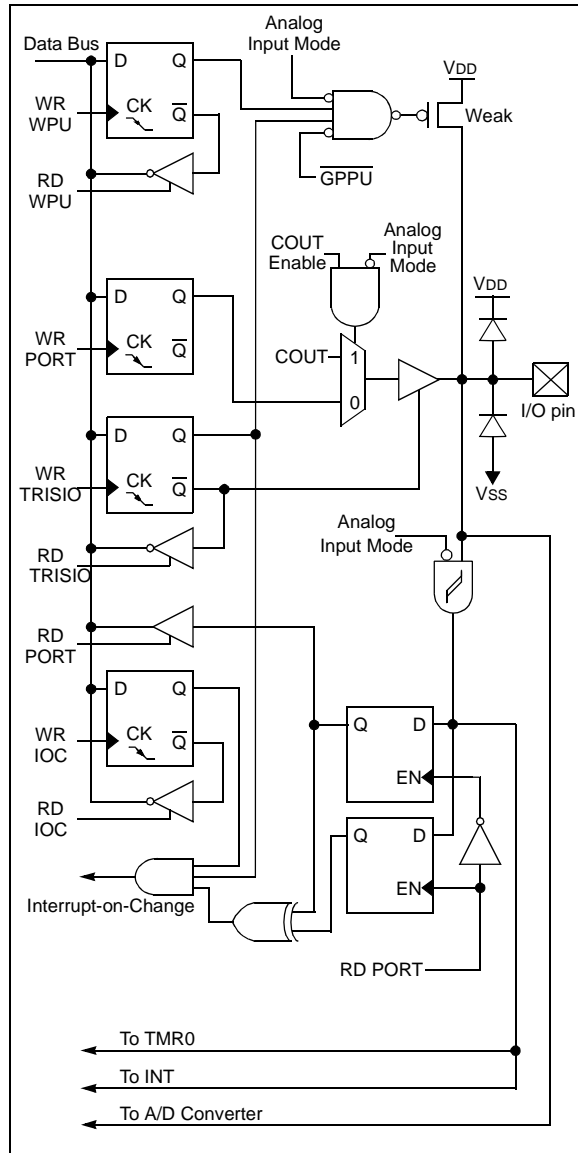 Analog
Input Mode
Data Bus
D Q
VDD
WR
WPU
CK
Q
Weak
RD
WPU
GPPU
COUT
Enable
Analog
Input
Mode
VDD
D Q
WR
PORT
CK
Q
COUT
1
0
I/O pin
D Q
WR
TRISIO
CK
Q
VSS
Analog
Input Mode
RD
TRISIO
RD
PORT
D Q
WR
IOC
CK
Q
Q D
EN
RD
IOC
Q D
EN
Interrupt-on-Change
RD PORT
To TMR0
To INT
To A/D Converter